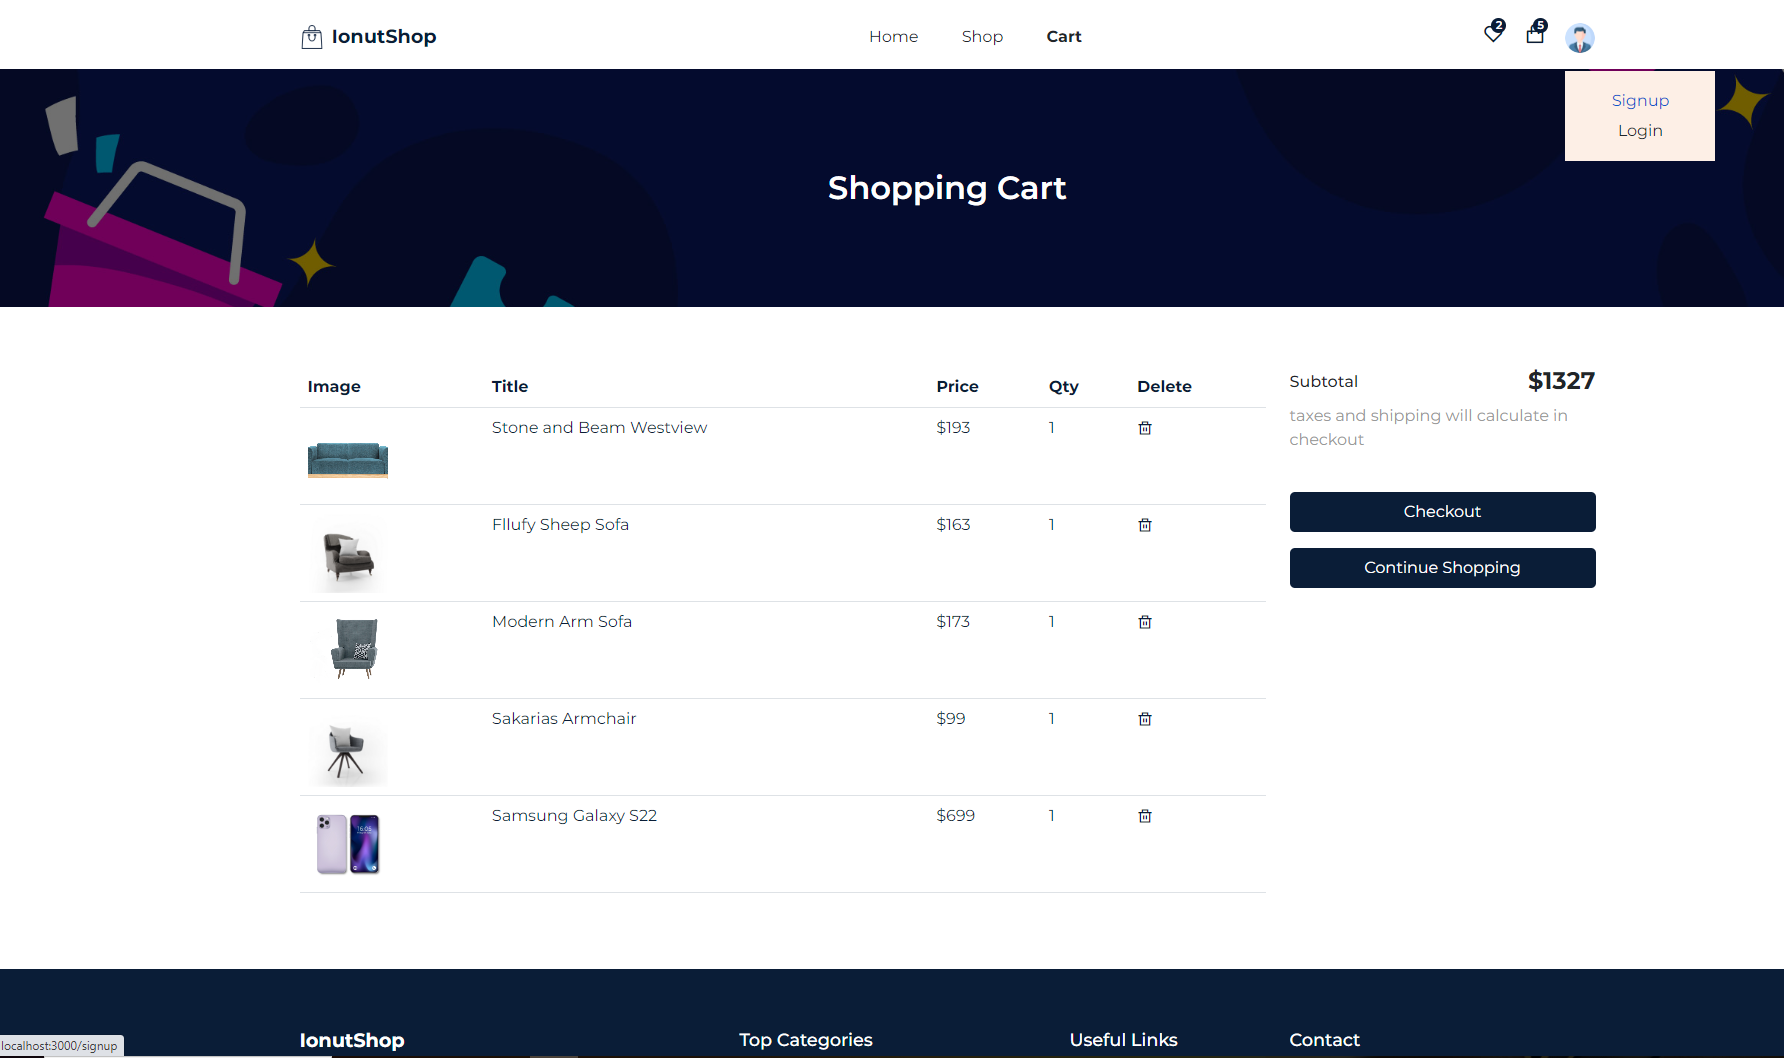 IonutShop
Home Shop Cart
2 5
Signup
Login
Shopping Cart
Image Title Price Qty Delete
Stone and Beam Westview $193 1
Fllufy Sheep Sofa $163 1
Modern Arm Sofa $173 1
Sakarias Armchair $99 1
Samsung Galaxy S22 $699 1
16:06
Subtotal $1327
taxes and shipping will calculate in
checkout
Checkout
Continue Shopping
IonutShop Top Categories Useful Links Contact
localhost:3000/signup